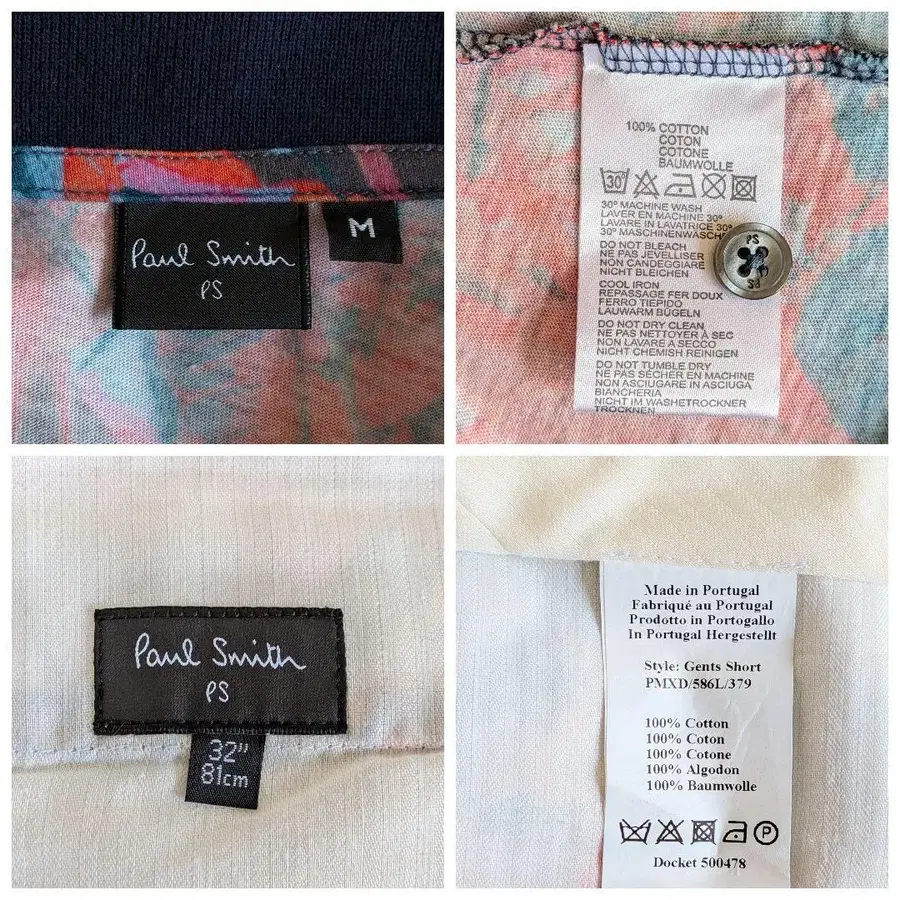 Paul Smith
PS
M
100% COTTON
COTON
COTONE
BAUMWOLLE
30
30° MACHINE WASH
LAVER EN MACHINE 30°
LAVARE IN LAVATRICE 30°
30° MASCHINENWASCH
DO NOT BLEACH
NE PAS JEVELLISER
NON CANDEGGIARE
NICHT BLEICHEN
COOL IRON
REPASSAGE FER DOUX
FERRO TIEPIDO
LAUWARM BÜGELN
DO NOT DRY CLEAN
NE PAS NETTOYER À SEC
NON LAVARE A SECCO
NICHT CHEMISH REINIGEN
DO NOT TUMBLE DRY
NE PAS SÉCHER EN MACHINE
NON ASCIUGARE IN ASCIUGA
BIANCHERIA
NICHT IM WASHETROCKNER
TROCKNEN
PS
PS
Paul Smith
PS
32"
81cm
Made in Portugal
Fabriqué au Portugal
Prodotto in Portogallo
In Portugal Hergestellt
Style: Gents Short
PMXD/586L/379
100% Cotton
100% Coton
100% Cotone
100% Algodon
100% Baumwolle
P
Docket 500478